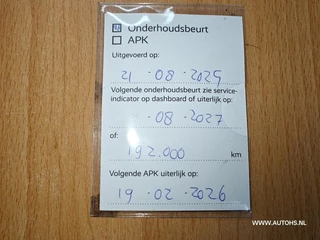 Onderhoudsbeurt
APK
Uitgevoerd op:
21 - 08 - 2025
Volgende onderhoudsbeurt zie service-
indicator op dashboard of uiterlijk op:
- 08 - 2027
of:
192.000 km
Volgende APK uiterlijk op:
19 - 02 - 2026
WWW.AUTOHS.NL